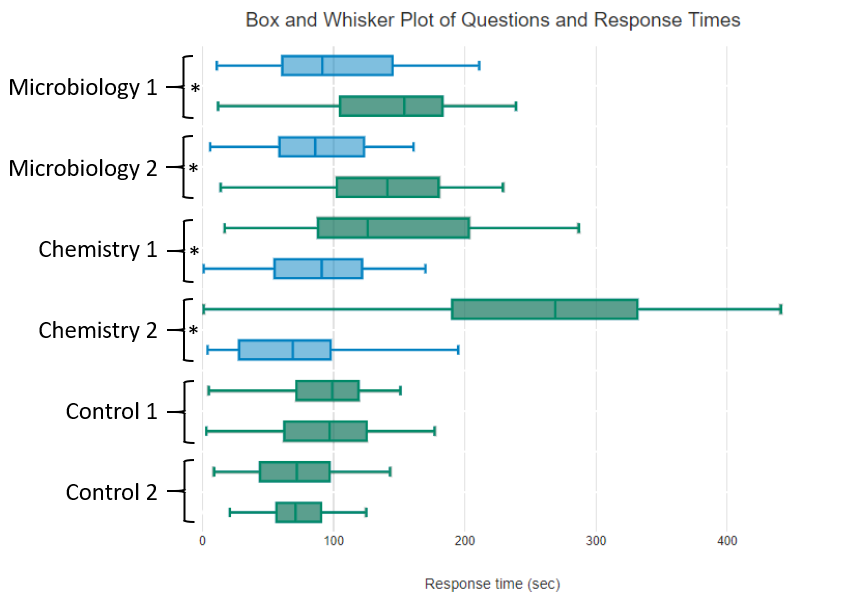 Box and Whisker Plot of Questions and Response Times
Microbiology 1
*
Microbiology 2
*
Chemistry 1
*
Chemistry 2
*
Control 1
Control 2
0 100 200 300 400
Response time (sec)